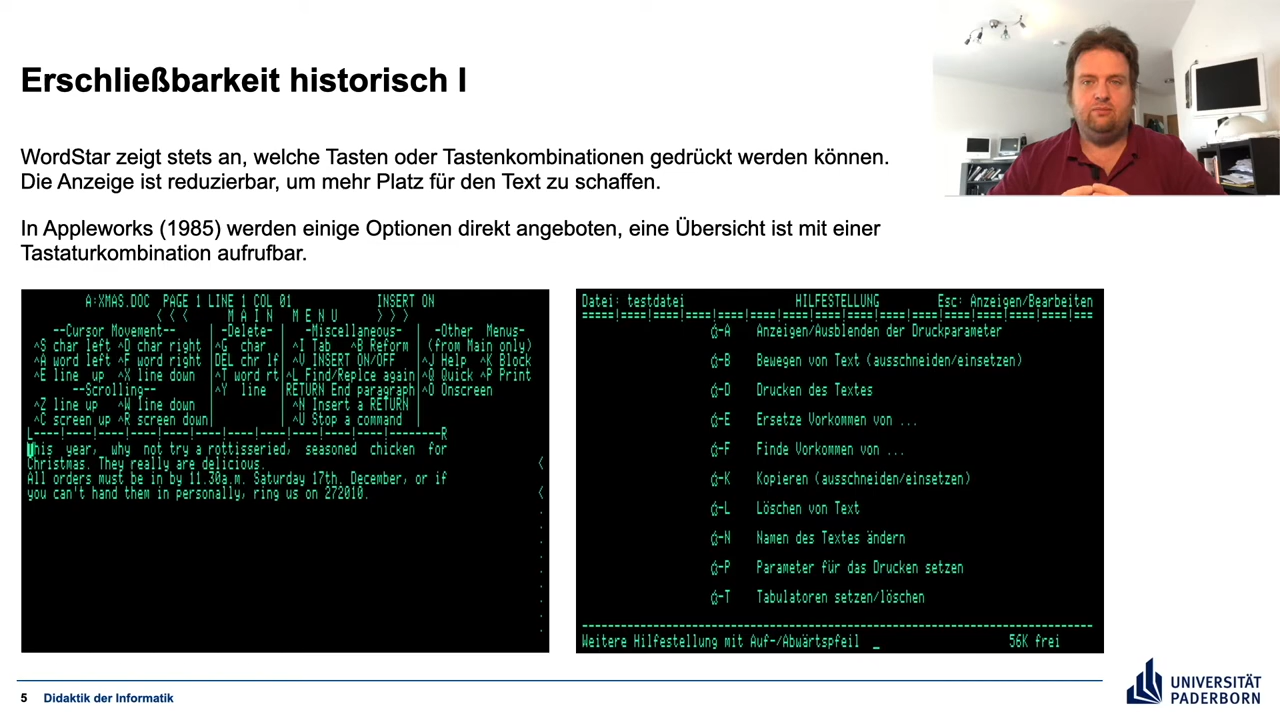 Erschließbarkeit historisch I
WordStar zeigt stets an, welche Tasten oder Tastenkombinationen gedrückt werden können.
Die Anzeige ist reduzierbar, um mehr Platz für den Text zu schaffen.
In Appleworks (1985) werden einige Optionen direkt angeboten, eine Übersicht ist mit einer
Tastaturkombination aufrufbar.
A:XMAS.DOC PAGE 1 LINE 1 COL 01 INSERT ON
< < < M A I N M E N U > > >
--Cursor Movement-- | -Delete- | -Miscellaneous- | -Other Menus-
^S char left ^D char right |^G char |^I Tab ^B Reform | (from Main only)
^A word left ^F word right |DEL chr lf|^V INSERT ON/OFF |^J Help ^K Block
^E line up ^X line down |^T word rt|^L Find/Replce again|^Q Quick ^P Print
--Scrolling-- |^Y line |RETURN End paragraph|^O Onscreen
^Z line up ^W line down | | ^N Insert a RETURN |
^C screen up ^R screen down| | ^U Stop a command |
L----!----!----!----!----!----!----!----!----!----!--------R
This year, why not try a rottisseried, seasoned chicken for
Christmas. They really are delicious. <
All orders must be in by 11.30a.m. Saturday 17th. December, or if
you can't hand them in personally, ring us on 272010. <
Datei: testdatei HILFESTELLUNG Esc: Anzeigen/Bearbeiten
=====!====!====!====!====!====!====!====!====!====!====!====!====!====!====!===
-A Anzeigen/Ausblenden der Druckparameter
-B Bewegen von Text (ausschneiden/einsetzen)
-D Drucken des Textes
-E Ersetze Vorkommen von ...
-F Finde Vorkommen von ...
-K Kopieren (ausschneiden/einsetzen)
-L Löschen von Text
-N Namen des Textes ändern
-P Parameter für das Drucken setzen
-T Tabulatoren setzen/löschen
-------------------------------------------------------------------------------
Weitere Hilfestellung mit Auf-/Abwärtspfeil _ 56K frei
5 Didaktik der Informatik
UNIVERSITÄT
PADERBORN